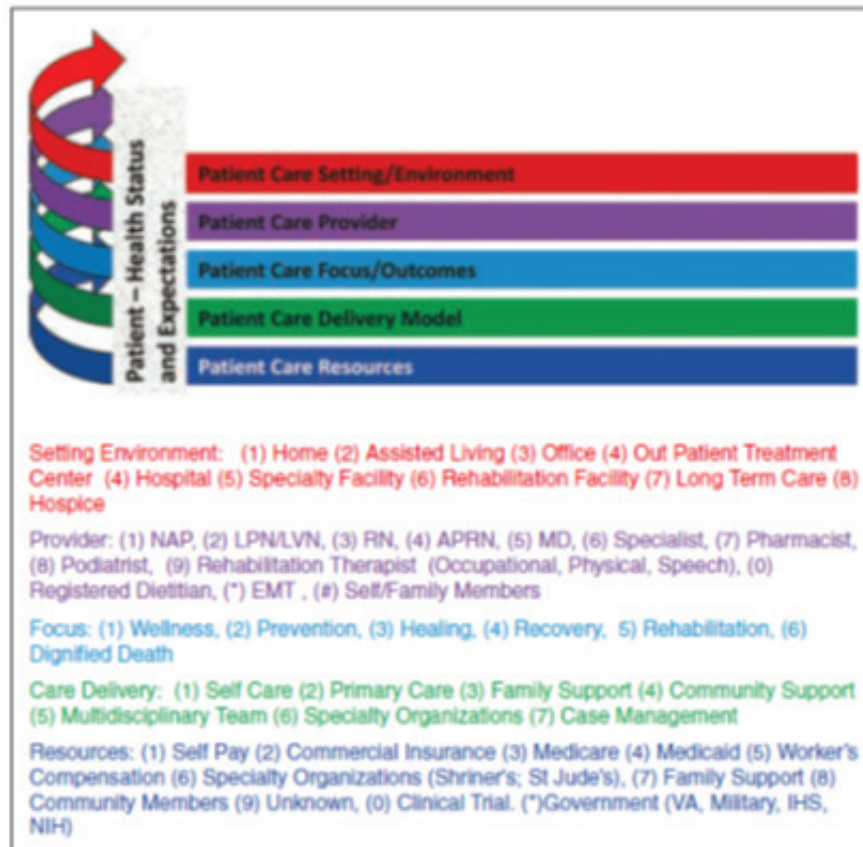 Patient – Health Status
and Expectations
Patient Care Setting/Environment
Patient Care Provider
Patient Care Focus/Outcomes
Patient Care Delivery Model
Patient Care Resources
Setting Environment: (1) Home (2) Assisted Living (3) Office (4) Out Patient Treatment
Center (4) Hospital (5) Specialty Facility (6) Rehabilitation Facility (7) Long Term Care (8)
Hospice
Provider: (1) NAP, (2) LPN/LVN, (3) RN, (4) APRN, (5) MD, (6) Specialist, (7) Pharmacist,
(8) Podiatrist, (9) Rehabilitation Therapist (Occupational, Physical, Speech), (0)
Registered Dietitian, (*) EMT , (#) Self/Family Members
Focus: (1) Wellness, (2) Prevention, (3) Healing, (4) Recovery, 5) Rehabilitation, (6)
Dignified Death
Care Delivery: (1) Self Care (2) Primary Care (3) Family Support (4) Community Support
(5) Multidisciplinary Team (6) Specialty Organizations (7) Case Management
Resources: (1) Self Pay (2) Commercial Insurance (3) Medicare (4) Medicaid (5) Worker's
Compensation (6) Specialty Organizations (Shriner's; St Jude's), (7) Family Support (8)
Community Members (9) Unknown, (0) Clinical Trial. (*)Government (VA, Military, IHS,
NIH)